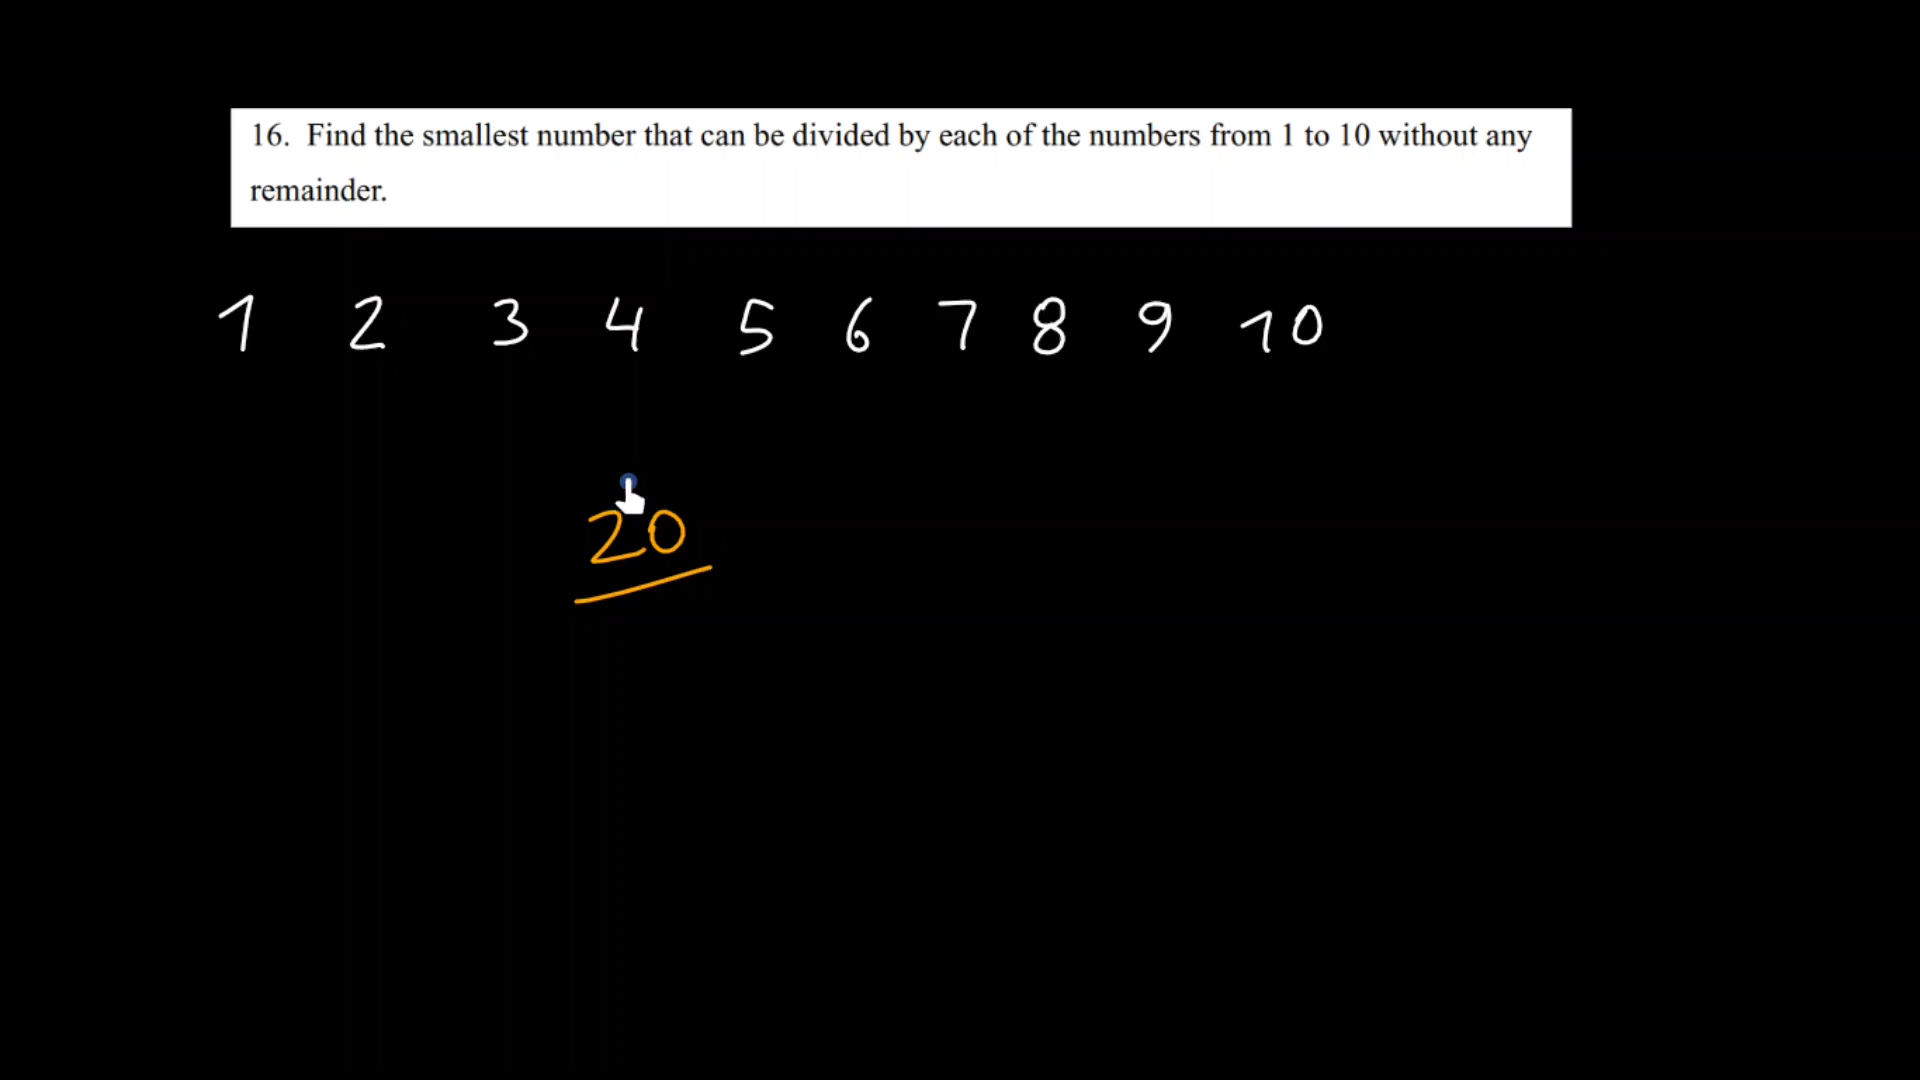 16. Find the smallest number that can be divided by each of the numbers from 1 to 10 without any
remainder.
1 2 3 4 5 6 7 8 9 10
20